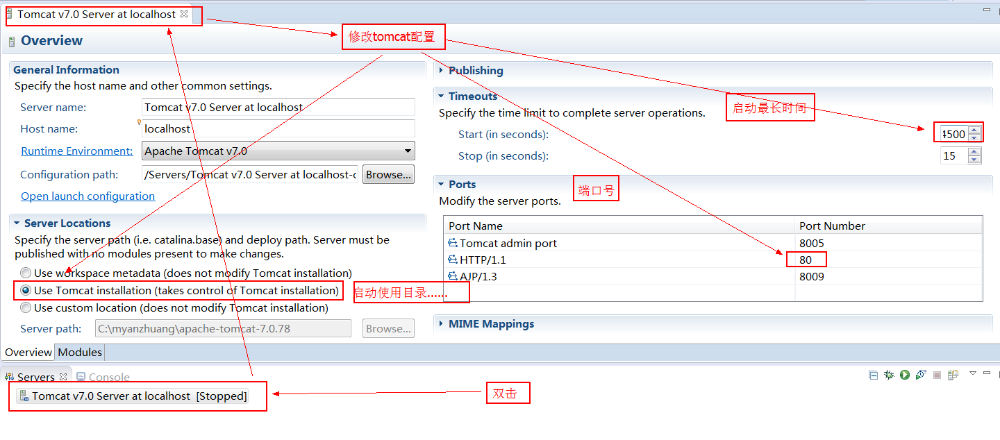 Tomcat v7.0 Server at localhost
修改tomcat配置
Overview
General Information
Specify the host name and other common settings.
Server name: Tomcat v7.0 Server at localhost
Host name: localhost
Runtime Environment: Apache Tomcat v7.0
Configuration path: /Servers/Tomcat v7.0 Server at localhost-c Browse...
Open launch configuration
Server Locations
Specify the server path (i.e. catalina.base) and deploy path. Server must be
published with no modules present to make changes.
Use workspace metadata (does not modify Tomcat installation)
Use Tomcat installation (takes control of Tomcat installation)
启动使用目录......
Use custom location (does not modify Tomcat installation)
Server path: C:\myanzhuang\apache-tomcat-7.0.78 Browse...
Publishing
Timeouts
启动最长时间
Specify the time limit to complete server operations.
Start (in seconds): 500
Stop (in seconds): 15
Ports
端口号
Modify the server ports.
Port Name Port Number
Tomcat admin port 8005
HTTP/1.1 80
AJP/1.3 8009
MIME Mappings
Overview Modules
Servers Console
Tomcat v7.0 Server at localhost [Stopped]
双击